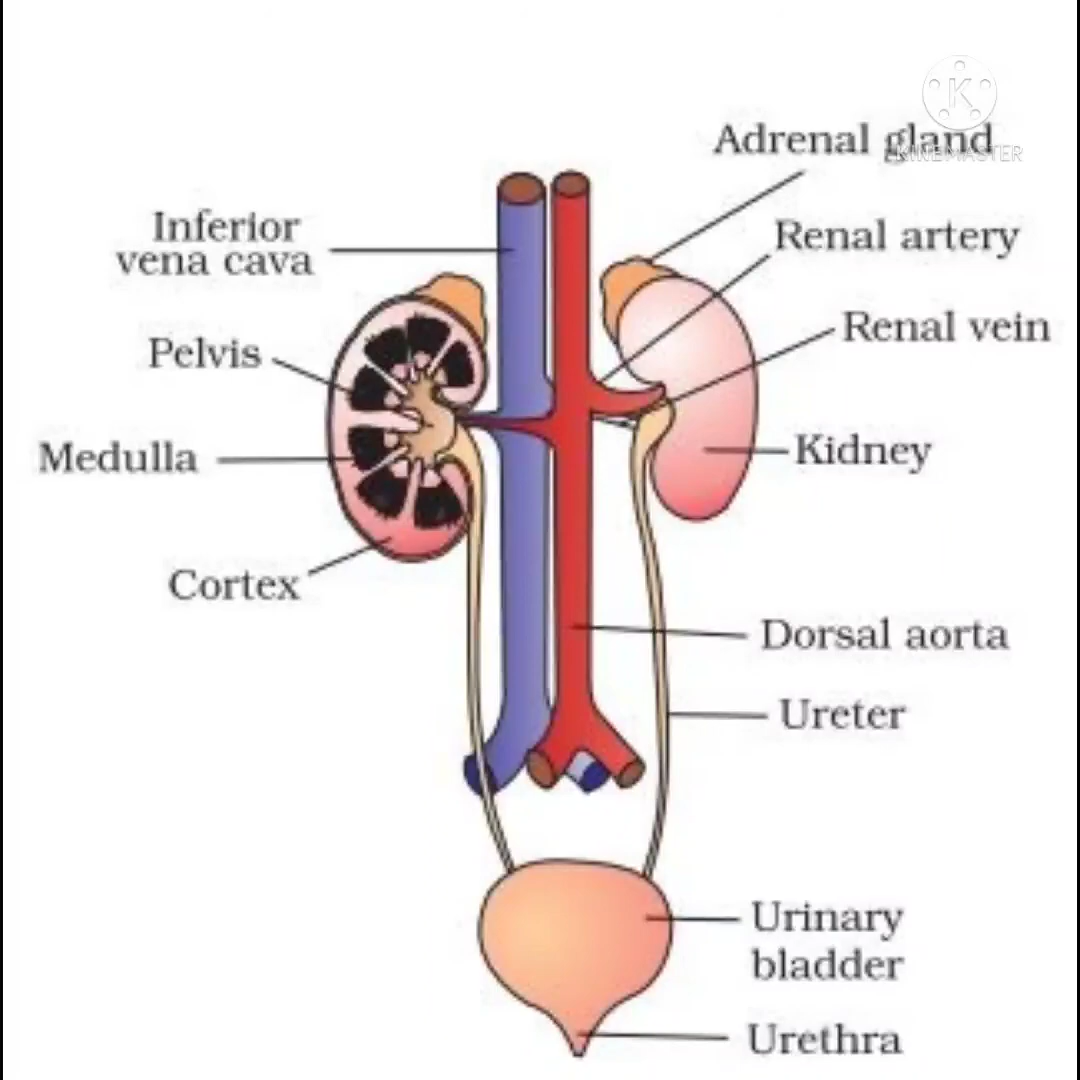 K
KINEMASTER
Adrenal gland
Inferior
vena cava
Renal artery
Renal vein
Pelvis
Kidney
Medulla
Cortex
Dorsal aorta
Ureter
Urinary
bladder
Urethra